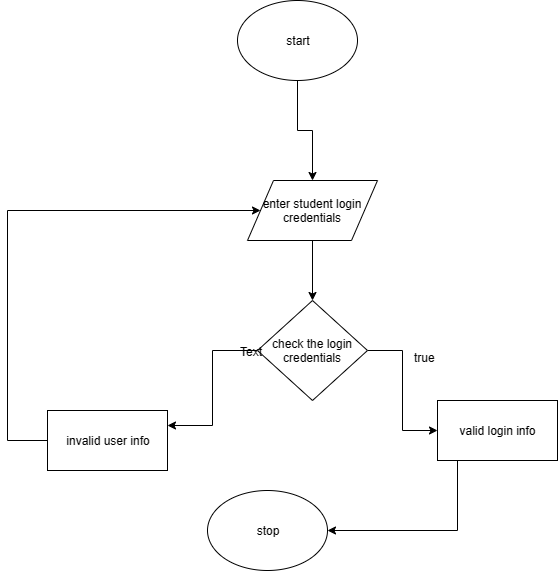 start
enter student login
credentials
check the login
credentials
Text
true
invalid user info
valid login info
stop